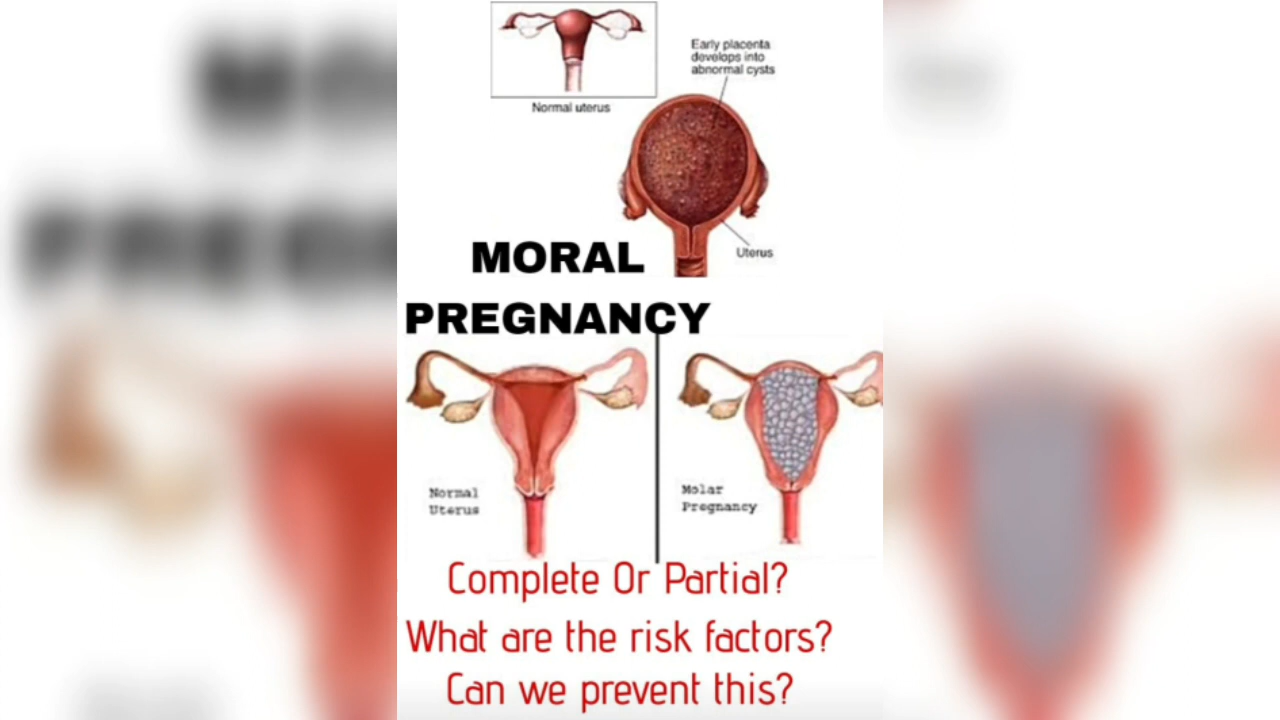 Normal uterus
Early placenta
develops into
abnormal cysts
Uterus
MORAL
PREGNANCY
Normal
Uterus
Molar
Pregnancy
Complete Or Partial?
What are the risk factors?
Can we prevent this?